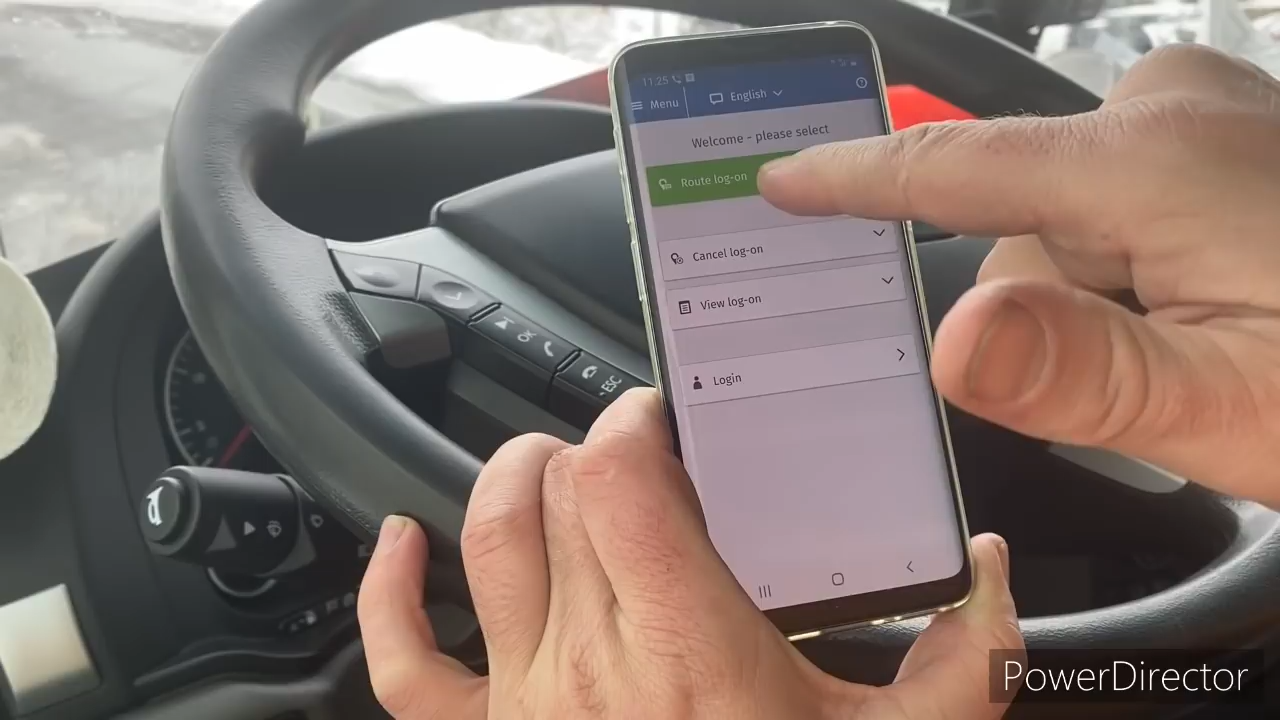 11:25
Menu
English
Welcome - please select
Route log-on
Cancel log-on
View log-on
Login
OK
ESC
PowerDirector